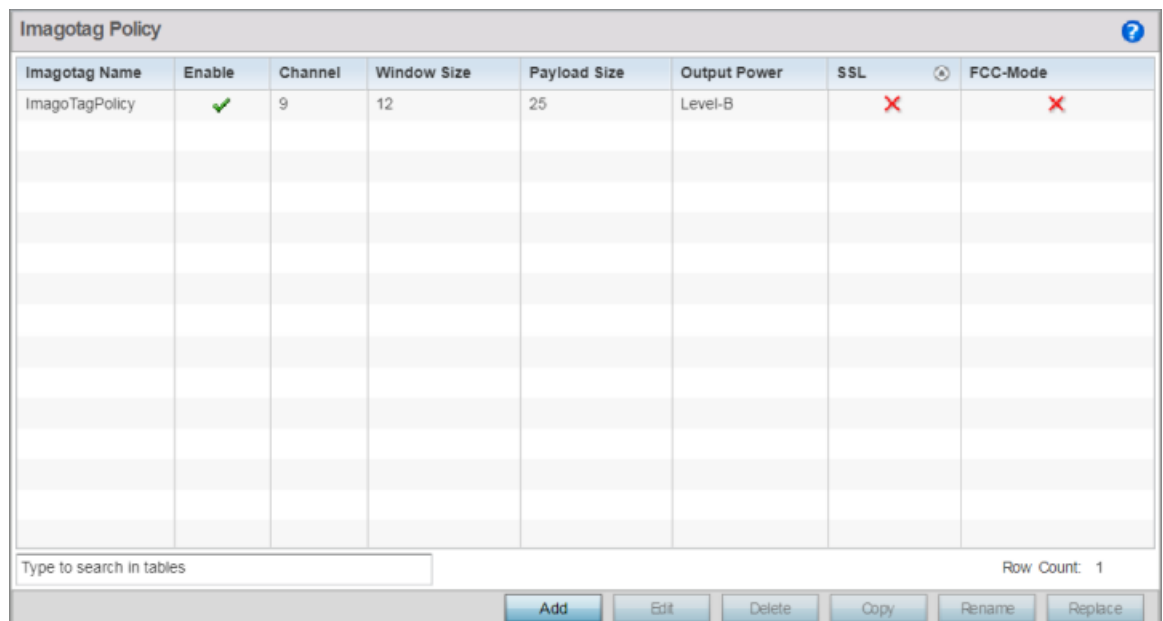 Imagotag Policy
Imagotag Name Enable Channel Window Size Payload Size Output Power SSL FCC-Mode
ImagoTagPolicy 9 12 25 Level-B
Type to search in tables Row Count: 1
Add Edit Delete Copy Rename Replace